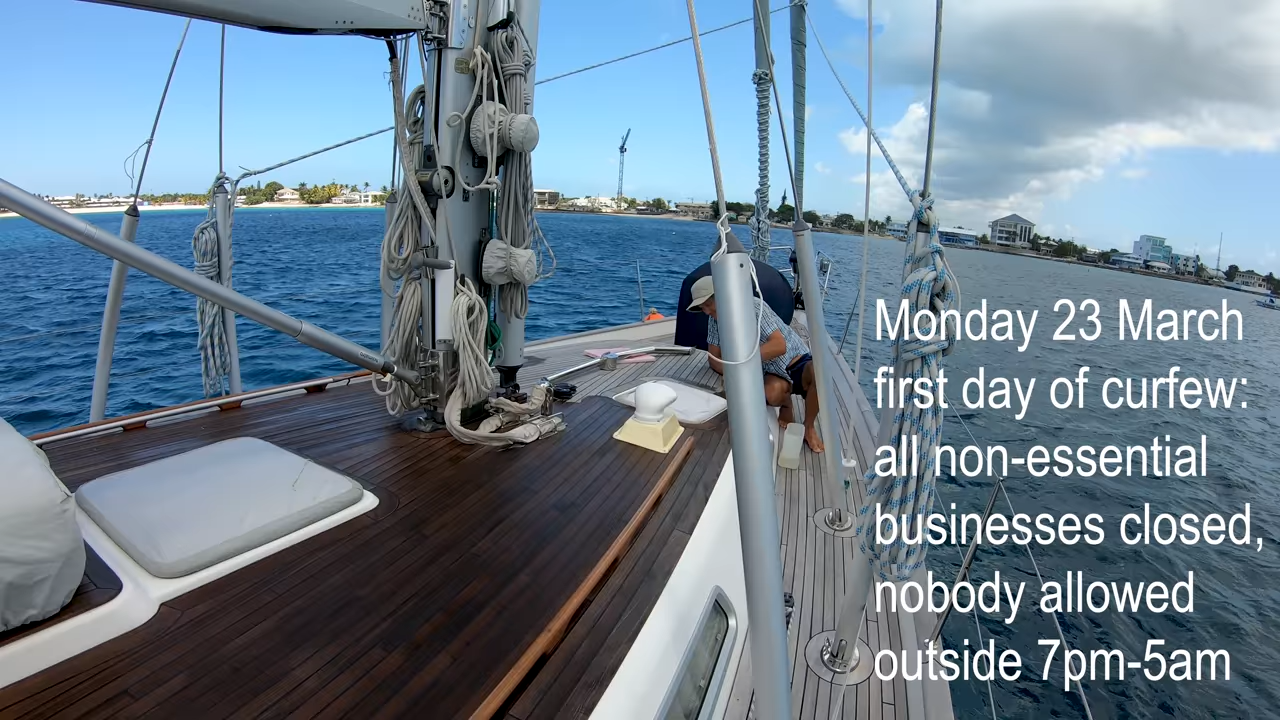 Monday 23 March
first day of curfew:
all non-essential
businesses closed,
nobody allowed
outside 7pm-5am